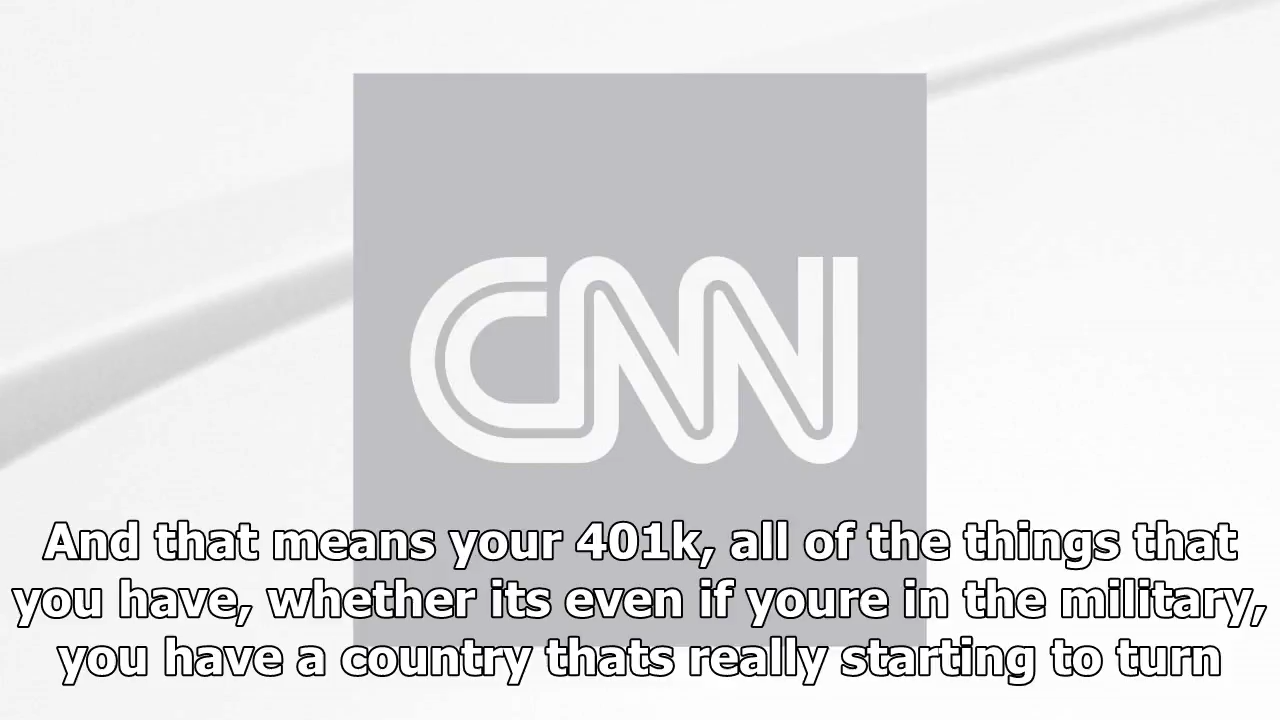 CNN
And that means your 401k, all of the things that
you have, whether its even if youre in the military,
you have a country thats really starting to turn